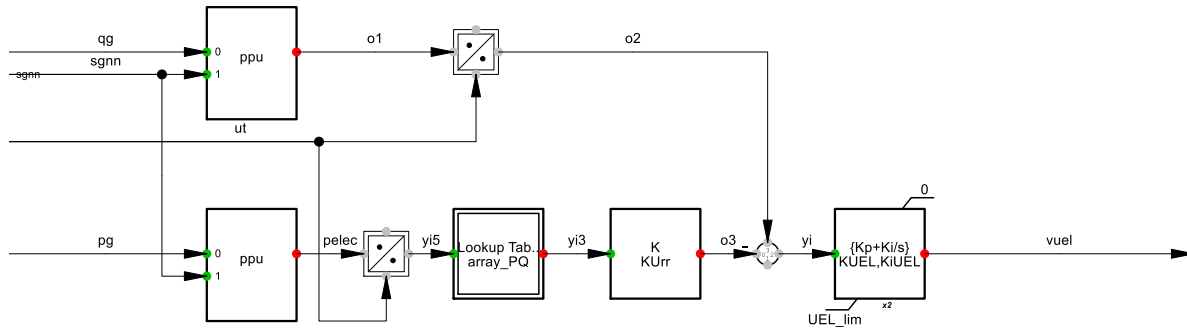 qg
sgnn
sgnn
0
1
ppu
o1
o2
ut
pg
0
1
ppu
pelec
yi5
Lookup Tab..
array_PQ
yi3
K
KUrr
o3
-
yi
0
{Kp+Ki/s}
KUEL,KiUEL
x2
UEL_lim
vuel